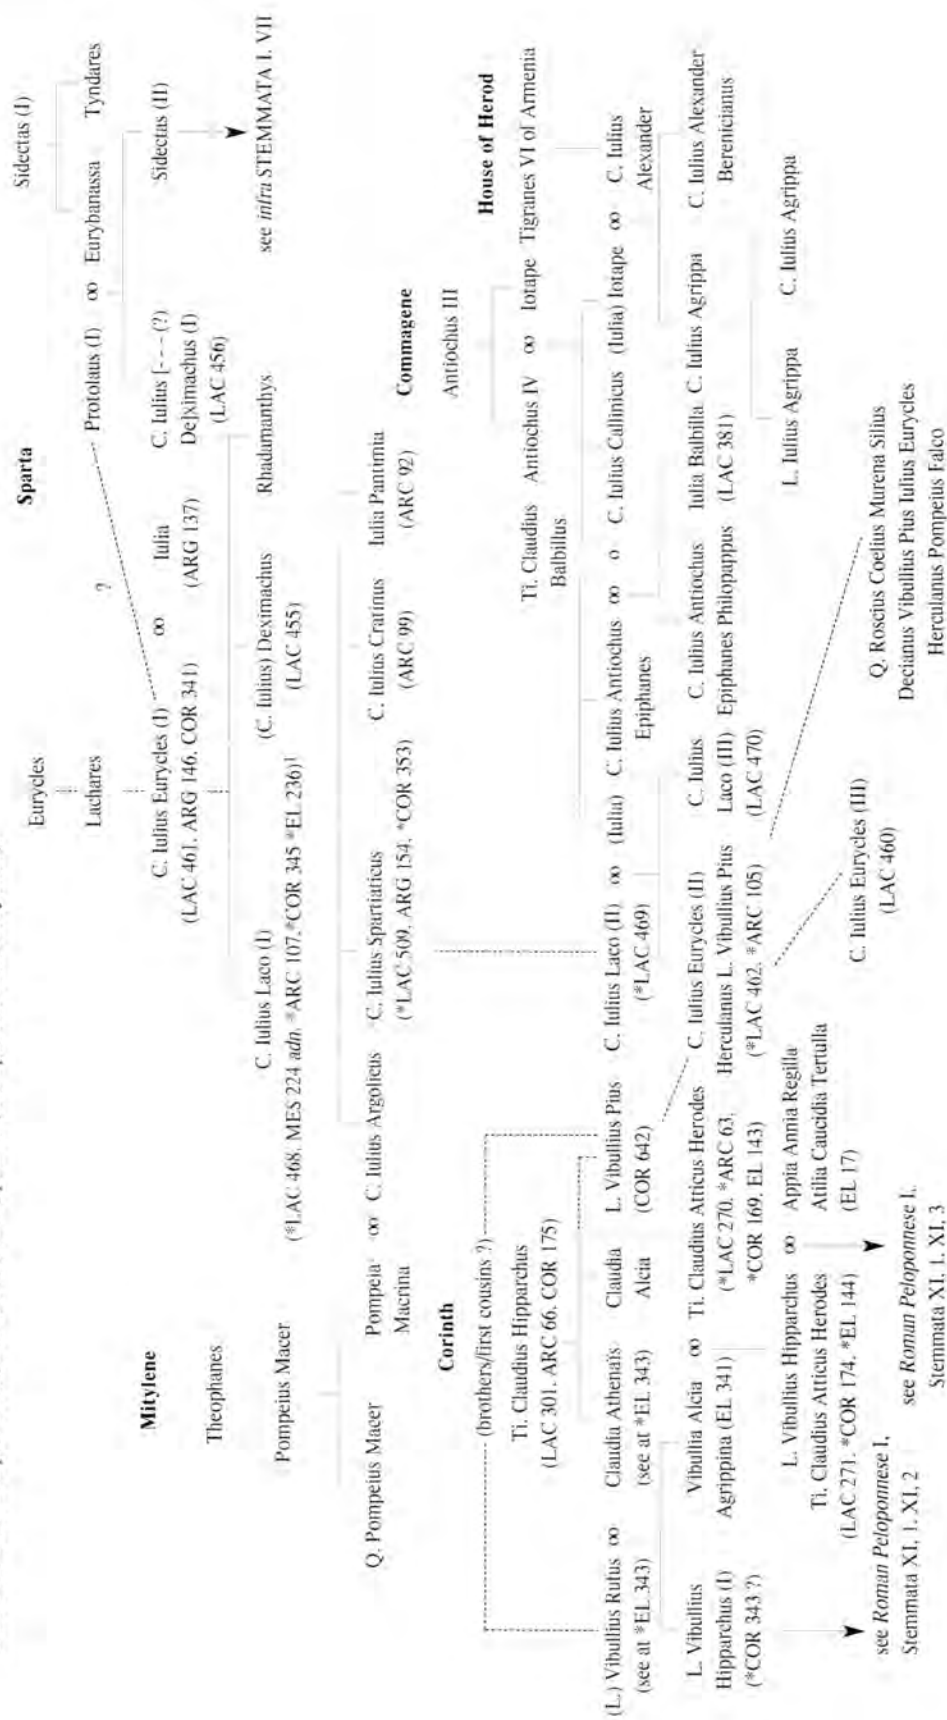 Sparta
Sidectas (I)
Eurycles
Lachares
?
Protolaus (I) ∞ Eurybanassa Tyndares
C. Iulius Eurycles (I) ∞ Iulia C. Iulius [- - - (?) Sidectas (II)
(LAC 461, ARG 146, COR 341) (ARG 137) De]ximachus (I)
(LAC 456)
see infra STEMMATA I. VII
Mitylene
Theophanes
C. Iulius Laco (I) (C. Iulius) Deximachus Rhadamanthys
(*LAC 468, MES 224 adn. *ARC 107, *COR 345 *EL 236)¹ (LAC 455)
Pompeius Macer
Q. Pompeius Macer Pompeia ∞ C. Iulius Argolicus C. Iulius Spartiaticus C. Iulius Cratinus Iulia Pantimia
Macrina (*LAC 509, ARG 154, *COR 353) (ARC 99) (ARC 92)
Commagene
Antiochus III
House of Herod
Corinth
(brothers/first cousins ?)
Ti. Claudius Hipparchus
(LAC 301, ARC 66, COR 175)
Ti. Claudius Antiochus IV ∞ Iotape Tigranes VI of Armenia
Balbillus
(L.) Vibullius Rufus ∞ Claudia Athenaïs Claudia L. Vibullius Pius C. Iulius Laco (II) ∞ (Iulia) C. Iulius Antiochus ∞ o C. Iulius Callinicus (Iulia) Iotape ∞ C. Iulius
(see at *EL 343) (see at *EL 343) Alcia (COR 642) (*LAC 469) Epiphanes Alexander
L. Vibullius Vibullia Alcia ∞ Ti. Claudius Atticus Herodes C. Iulius Eurycles (II) C. Iulius C. Iulius Antiochus Iulia Balbilla C. Iulius Agrippa C. Iulius Alexander
Hipparchus (I) Agrippina (EL 341) (*LAC 270, *ARC 63, Herculanus L. Vibullius Pius Laco (III) Epiphanes Philopappus (LAC 381) Berenicianus
(*COR 343 ?) *COR 169, EL 143) (*LAC 462, *ARC 105) (LAC 470)
L. Vibullius Hipparchus ∞ Appia Annia Regilla L. Iulius Agrippa C. Iulius Agrippa
Ti. Claudius Atticus Herodes Atilia Caucidia Tertulla
(LAC 271, *COR 174, *EL 144) (EL 17)
C. Iulius Eurycles (III)
(LAC 460)
see Roman Peloponnese I,
Stemmata XI, 1. XI, 2
see Roman Peloponnese I,
Stemmata XI, 1. XI, 3
Q. Roscius Coelius Murena Silius
Decianus Vibullius Pius Iulius Eurycles
Herculanus Pompeius Falco